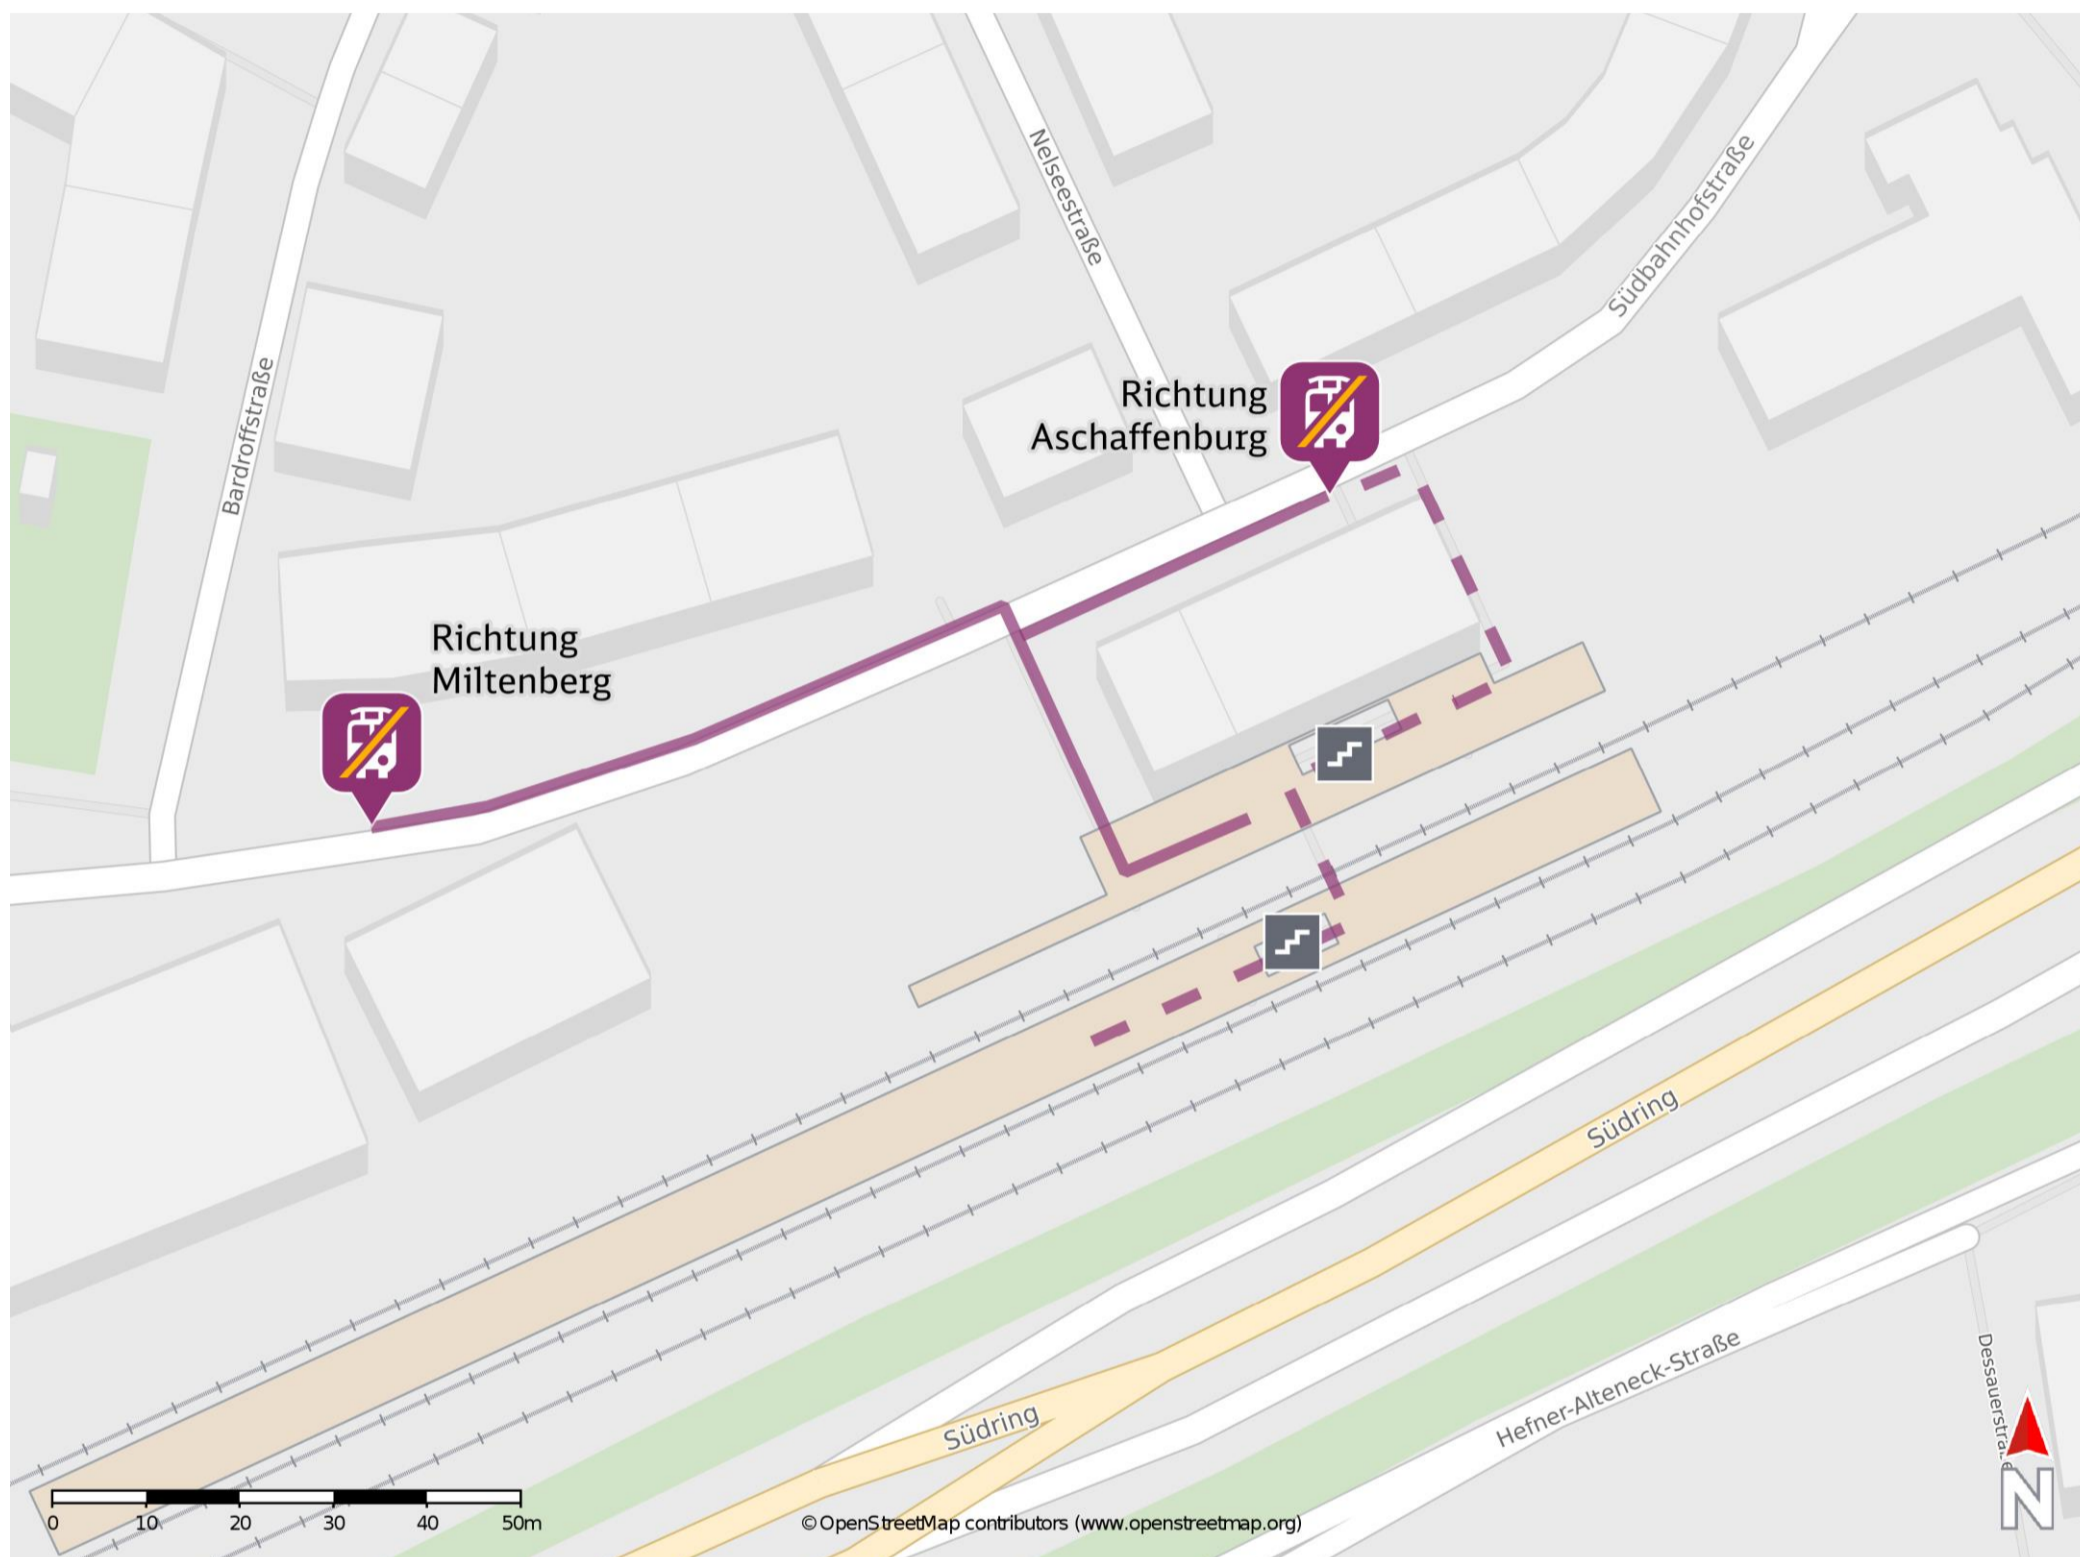 Nelseestraße
Südbahnhofstraße
Bardroffstraße
Richtung
Aschaffenburg
Richtung
Miltenberg
Südring
Südring
Hefner-Alteneck-Straße
Dessauerstraße
0 10 20 30 40 50m
© OpenStreetMap contributors (www.openstreetmap.org)
N